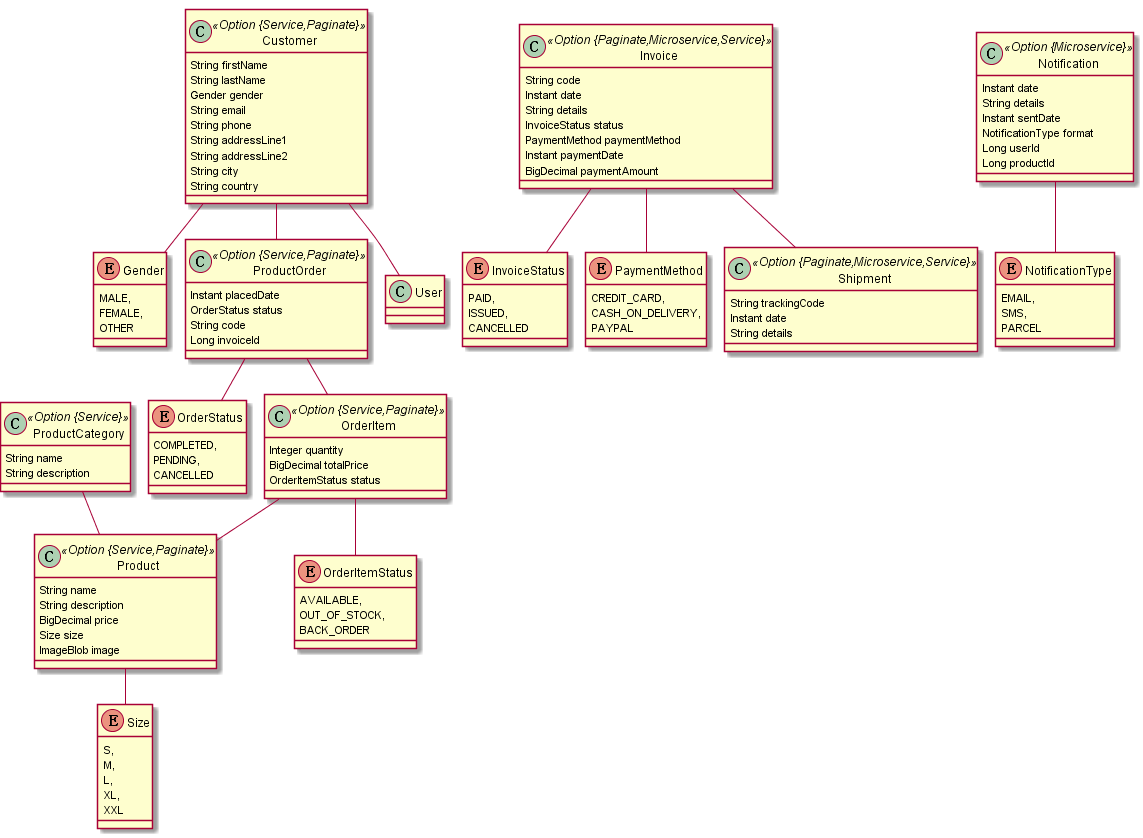 C «Option {Service,Paginate}»
Customer
String firstName
String lastName
Gender gender
String email
String phone
String addressLine1
String addressLine2
String city
String country
C «Option {Paginate,Microservice,Service}»
Invoice
String code
Instant date
String details
InvoiceStatus status
PaymentMethod paymentMethod
Instant paymentDate
BigDecimal paymentAmount
C «Option {Microservice}»
Notification
Instant date
String details
Instant sentDate
NotificationType format
Long userId
Long productId
E Gender
MALE,
FEMALE,
OTHER
C «Option {Service,Paginate}»
ProductOrder
Instant placedDate
OrderStatus status
String code
Long invoiceId
C User
E InvoiceStatus
PAID,
ISSUED,
CANCELLED
E PaymentMethod
CREDIT_CARD,
CASH_ON_DELIVERY,
PAYPAL
C «Option {Paginate,Microservice,Service}»
Shipment
String trackingCode
Instant date
String details
E NotificationType
EMAIL,
SMS,
PARCEL
C «Option {Service}»
ProductCategory
String name
String description
E OrderStatus
COMPLETED,
PENDING,
CANCELLED
C «Option {Service,Paginate}»
OrderItem
Integer quantity
BigDecimal totalPrice
OrderItemStatus status
C «Option {Service,Paginate}»
Product
String name
String description
BigDecimal price
Size size
ImageBlob image
E OrderItemStatus
AVAILABLE,
OUT_OF_STOCK,
BACK_ORDER
E Size
S,
M,
L,
XL,
XXL